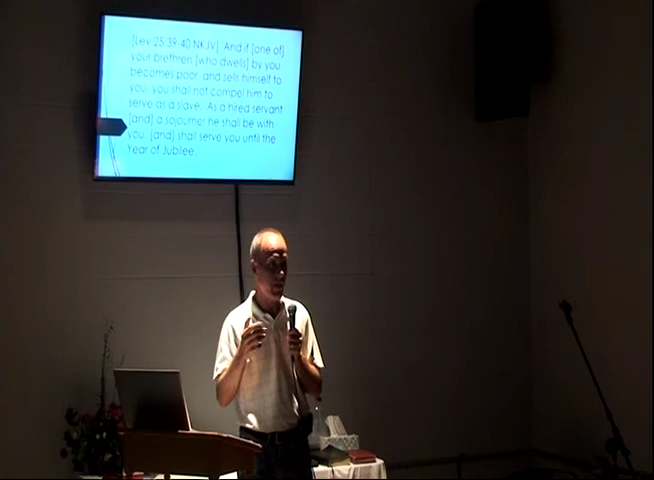 [Lev 25:39-40 NKJV] And if [one of]
your brethren [who dwells] by you
becomes poor, and sells himself to
you, you shall not compel him to
serve as a slave. As a hired servant
[and] a sojourner he shall be with
you, [and] shall serve you until the
Year of Jubilee.